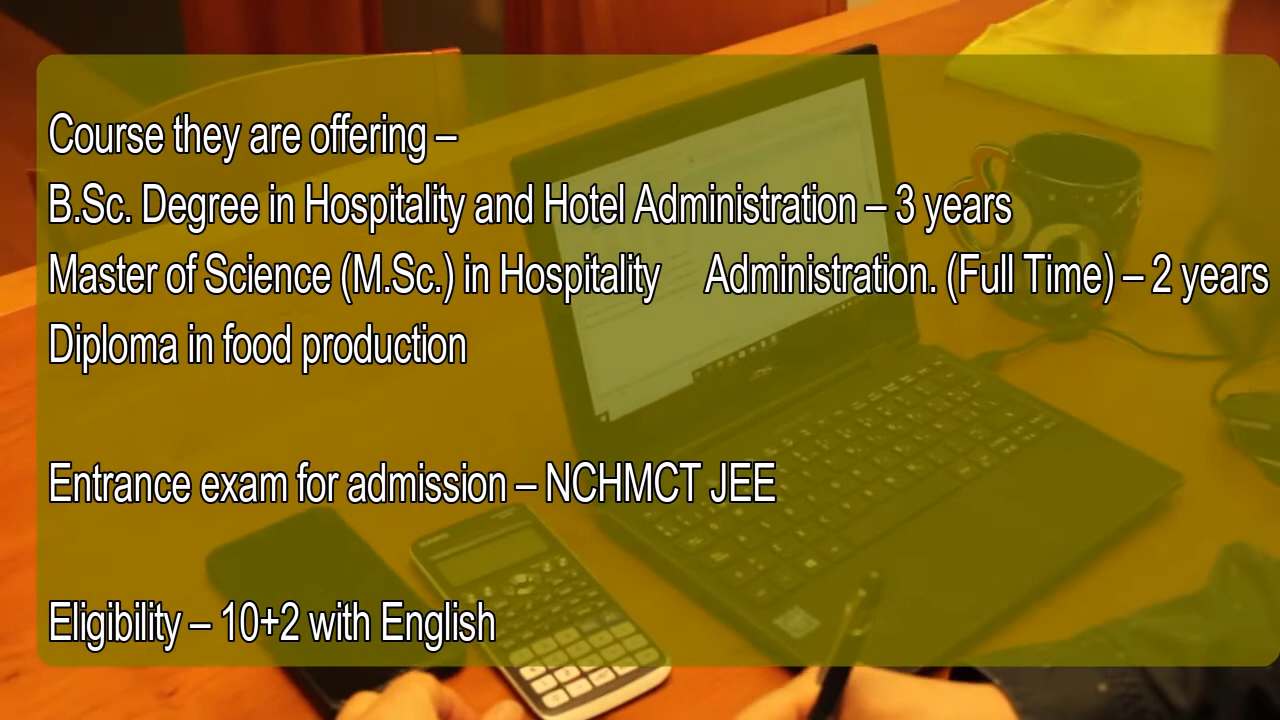 Course they are offering –
B.Sc. Degree in Hospitality and Hotel Administration – 3 years
Master of Science (M.Sc.) in Hospitality Administration. (Full Time) – 2 years
Diploma in food production
Entrance exam for admission – NCHMCT JEE
Eligibility – 10+2 with English